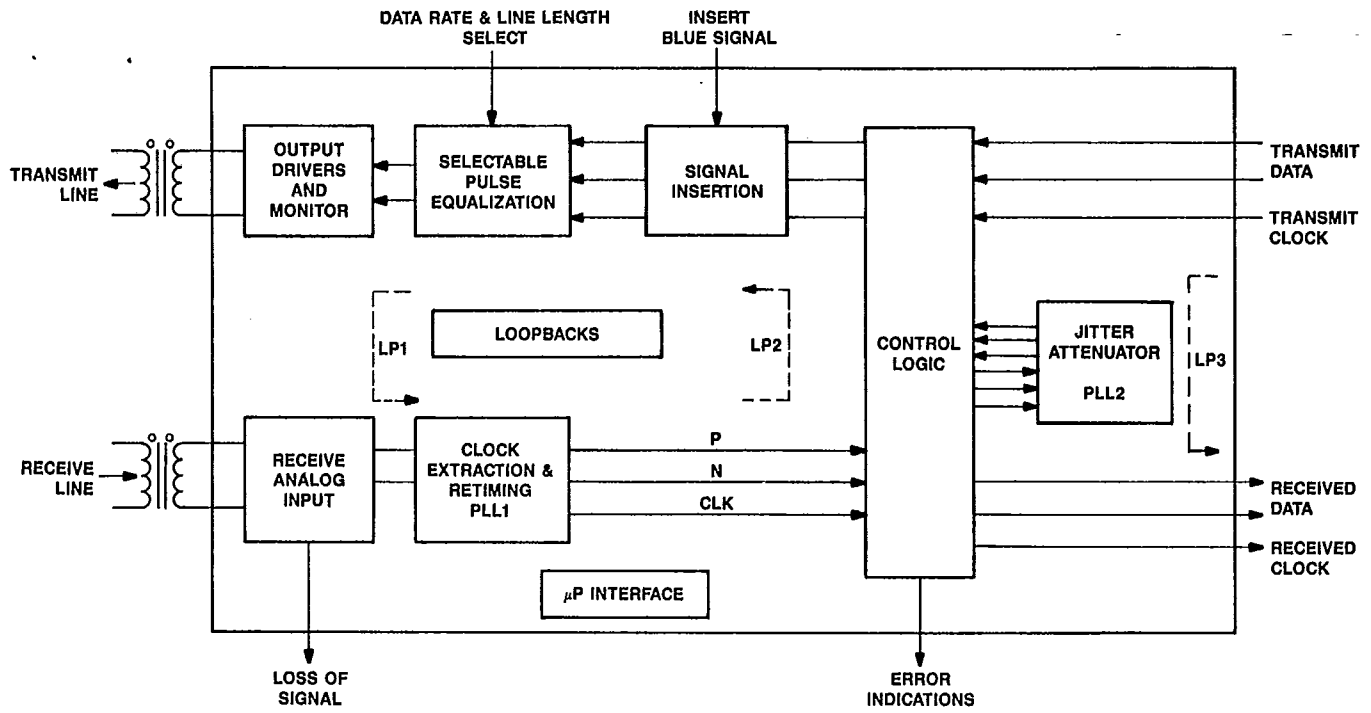 DATA RATE & LINE LENGTH
SELECT
INSERT
BLUE SIGNAL
OUTPUT
DRIVERS
AND
MONITOR
SELECTABLE
PULSE
EQUALIZATION
SIGNAL
INSERTION
TRANSMIT
LINE
TRANSMIT
DATA
TRANSMIT
CLOCK
LP1
LOOPBACKS
LP2
CONTROL
LOGIC
JITTER
ATTENUATOR
PLL2
LP3
RECEIVE
LINE
RECEIVE
ANALOG
INPUT
CLOCK
EXTRACTION &
RETIMING
PLL1
P
N
CLK
RECEIVED
DATA
RECEIVED
CLOCK
μP INTERFACE
LOSS OF
SIGNAL
ERROR
INDICATIONS